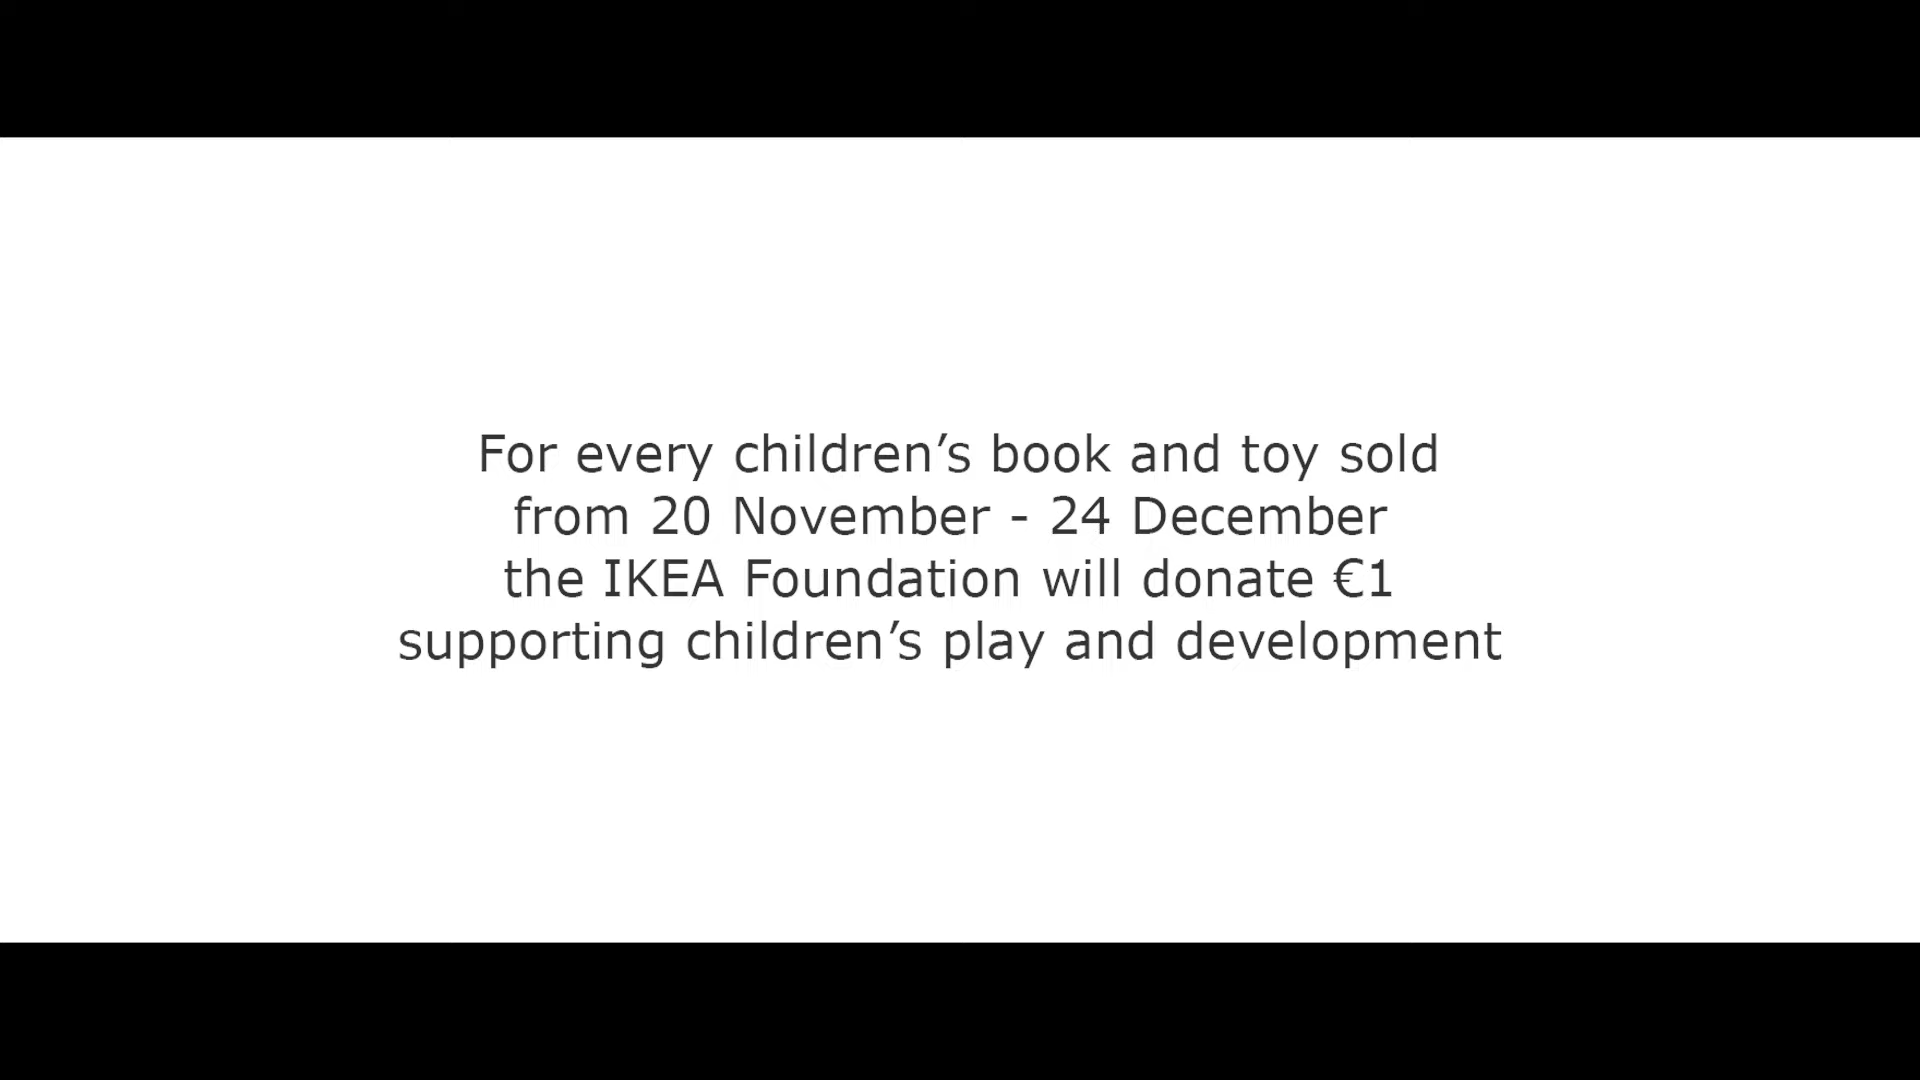 For every children’s book and toy sold
from 20 November - 24 December
the IKEA Foundation will donate €1
supporting children’s play and development